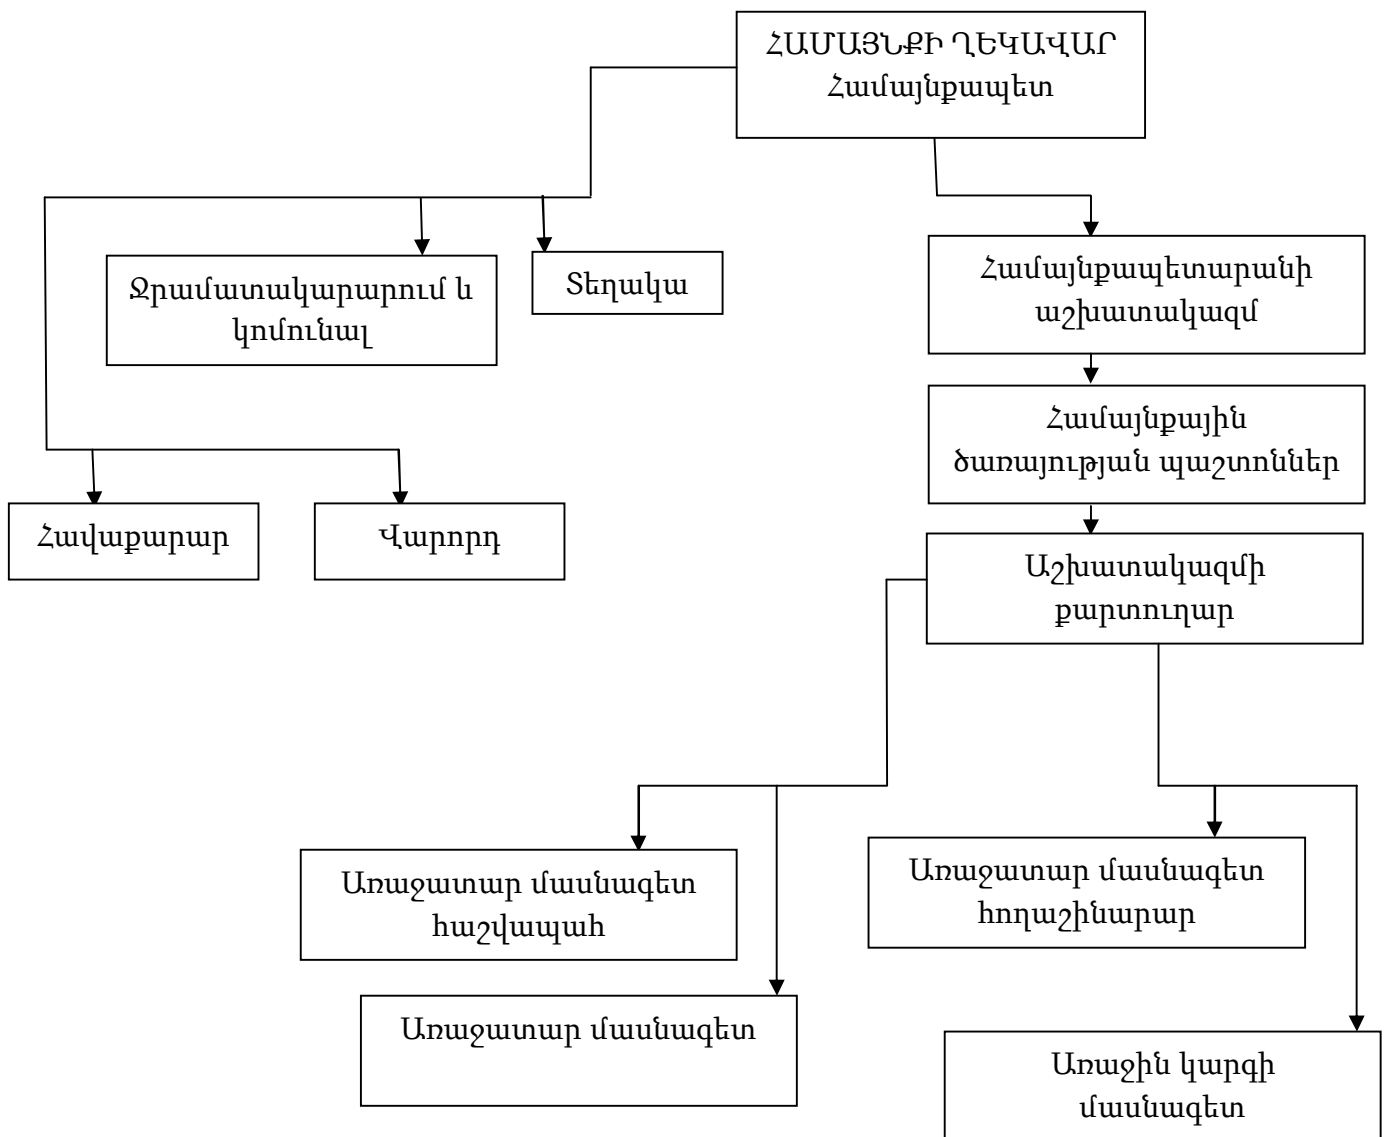 ՀԱՄԱՅՆՔԻ ՂԵԿԱՎԱՐ
Համայնքապետ
Ջրամատակարարում և
կոմունալ
Տեղակա
Համայնքապետարանի
աշխատակազմ
Համայնքային
ծառայության պաշտոններ
Հավաքարար
Վարորդ
Աշխատակազմի
քարտուղար
Առաջատար մասնագետ
հաշվապահ
Առաջատար մասնագետ
հողաշինարար
Առաջատար մասնագետ
Առաջին կարգի
մասնագետ